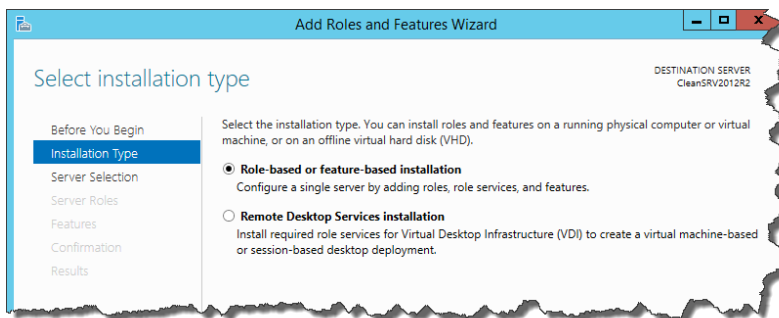 Add Roles and Features Wizard
Select installation type
DESTINATION SERVER
CleanSRV2012R2
Before You Begin
Installation Type
Server Selection
Server Roles
Features
Confirmation
Results
Select the installation type. You can install roles and features on a running physical computer or virtual
machine, or on an offline virtual hard disk (VHD).
Role-based or feature-based installation
Configure a single server by adding roles, role services, and features.
Remote Desktop Services installation
Install required role services for Virtual Desktop Infrastructure (VDI) to create a virtual machine-based
or session-based desktop deployment.